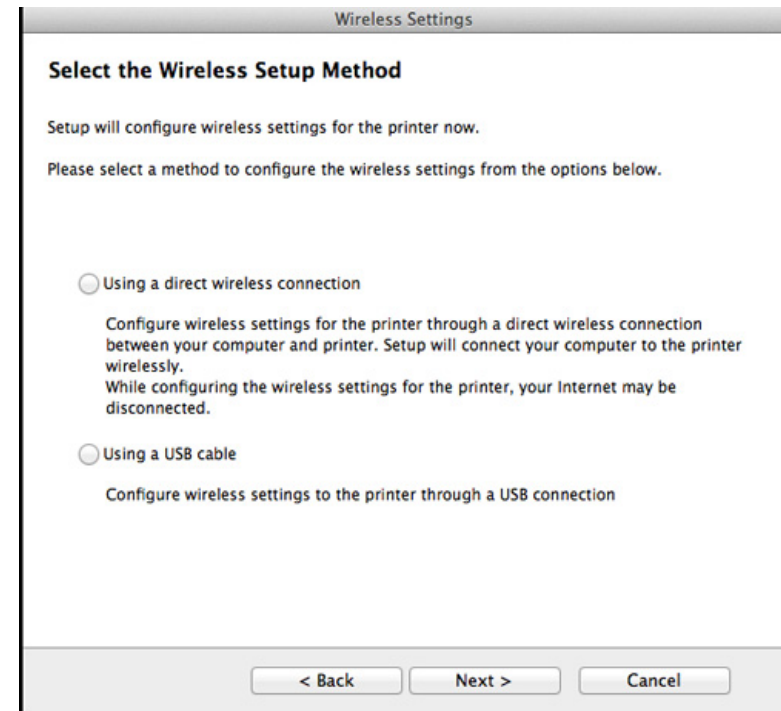 Wireless Settings
Select the Wireless Setup Method
Setup will configure wireless settings for the printer now.
Please select a method to configure the wireless settings from the options below.
Using a direct wireless connection
Configure wireless settings for the printer through a direct wireless connection
between your computer and printer. Setup will connect your computer to the printer
wirelessly.
While configuring the wireless settings for the printer, your Internet may be
disconnected.
Using a USB cable
Configure wireless settings to the printer through a USB connection
< Back Next > Cancel